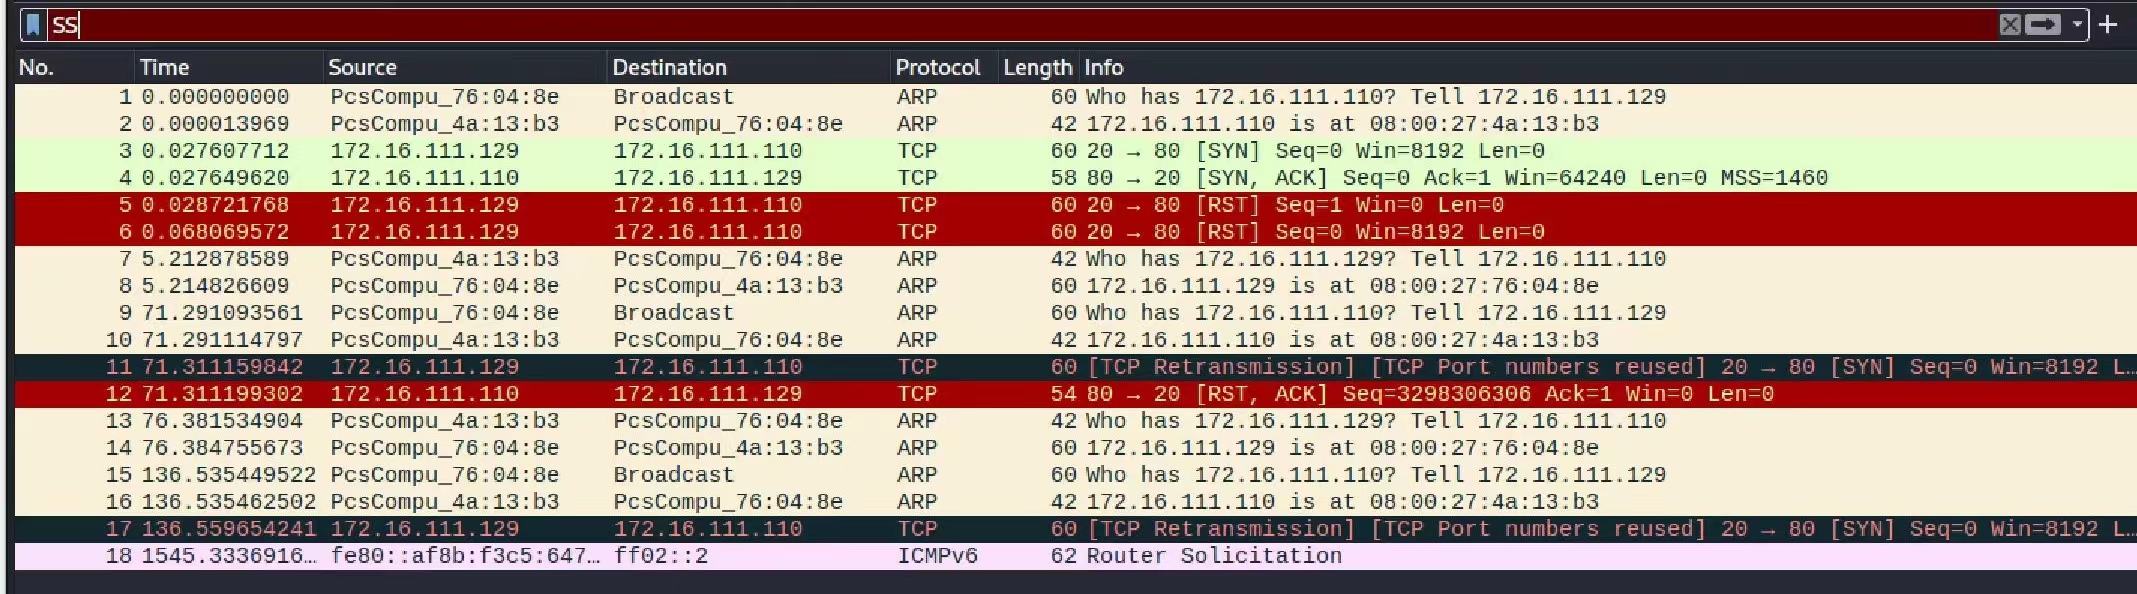 SS
No. Time Source Destination Protocol Length Info
1 0.000000000 PcsCompu_76:04:8e Broadcast ARP 60 Who has 172.16.111.110? Tell 172.16.111.129
2 0.000013969 PcsCompu_4a:13:b3 PcsCompu_76:04:8e ARP 42 172.16.111.110 is at 08:00:27:4a:13:b3
3 0.027607712 172.16.111.129 172.16.111.110 TCP 60 20 → 80 [SYN] Seq=0 Win=8192 Len=0
4 0.027649620 172.16.111.110 172.16.111.129 TCP 58 80 → 20 [SYN, ACK] Seq=0 Ack=1 Win=64240 Len=0 MSS=1460
5 0.028721768 172.16.111.129 172.16.111.110 TCP 60 20 → 80 [RST] Seq=1 Win=0 Len=0
6 0.068069572 172.16.111.129 172.16.111.110 TCP 60 20 → 80 [RST] Seq=0 Win=8192 Len=0
7 5.212878589 PcsCompu_4a:13:b3 PcsCompu_76:04:8e ARP 42 Who has 172.16.111.129? Tell 172.16.111.110
8 5.214826609 PcsCompu_76:04:8e PcsCompu_4a:13:b3 ARP 60 172.16.111.129 is at 08:00:27:76:04:8e
9 71.291093561 PcsCompu_76:04:8e Broadcast ARP 60 Who has 172.16.111.110? Tell 172.16.111.129
10 71.291114797 PcsCompu_4a:13:b3 PcsCompu_76:04:8e ARP 42 172.16.111.110 is at 08:00:27:4a:13:b3
11 71.311159842 172.16.111.129 172.16.111.110 TCP 60 [TCP Retransmission] [TCP Port numbers reused] 20 → 80 [SYN] Seq=0 Win=8192 L…
12 71.311199302 172.16.111.110 172.16.111.129 TCP 54 80 → 20 [RST, ACK] Seq=3298306306 Ack=1 Win=0 Len=0
13 76.381534904 PcsCompu_4a:13:b3 PcsCompu_76:04:8e ARP 42 Who has 172.16.111.129? Tell 172.16.111.110
14 76.384755673 PcsCompu_76:04:8e PcsCompu_4a:13:b3 ARP 60 172.16.111.129 is at 08:00:27:76:04:8e
15 136.535449522 PcsCompu_76:04:8e Broadcast ARP 60 Who has 172.16.111.110? Tell 172.16.111.129
16 136.535462502 PcsCompu_4a:13:b3 PcsCompu_76:04:8e ARP 42 172.16.111.110 is at 08:00:27:4a:13:b3
17 136.559654241 172.16.111.129 172.16.111.110 TCP 60 [TCP Retransmission] [TCP Port numbers reused] 20 → 80 [SYN] Seq=0 Win=8192 L…
18 1545.3336916… fe80::af8b:f3c5:647… ff02::2 ICMPv6 62 Router Solicitation